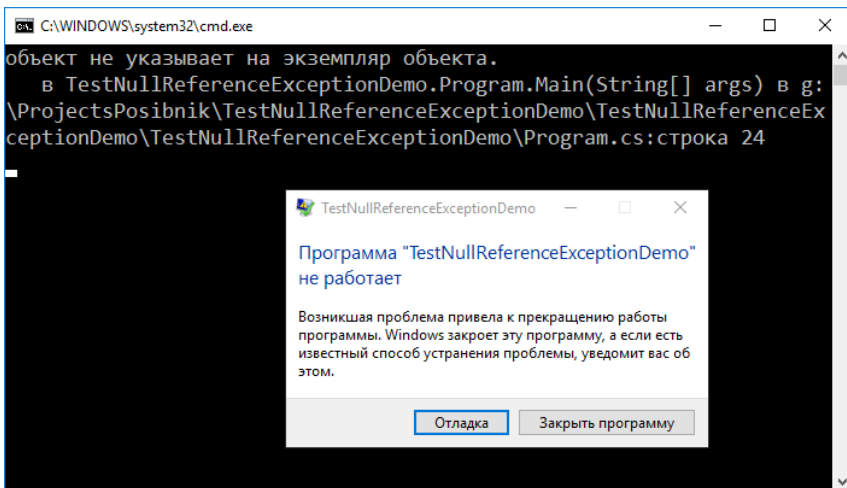 C:\WINDOWS\system32\cmd.exe
объект не указывает на экземпляр объекта.
в TestNullReferenceExceptionDemo.Program.Main(String[] args) в g:
\ProjectsPosibnik\TestNullReferenceExceptionDemo\TestNullReferenceEx
ceptionDemo\TestNullReferenceExceptionDemo\Program.cs:строка 24
TestNullReferenceExceptionDemo
Программа "TestNullReferenceExceptionDemo"
не работает
Возникшая проблема привела к прекращению работы
программы. Windows закроет эту программу, а если есть
известный способ устранения проблемы, уведомит вас об
этом.
Отладка Закрыть программу